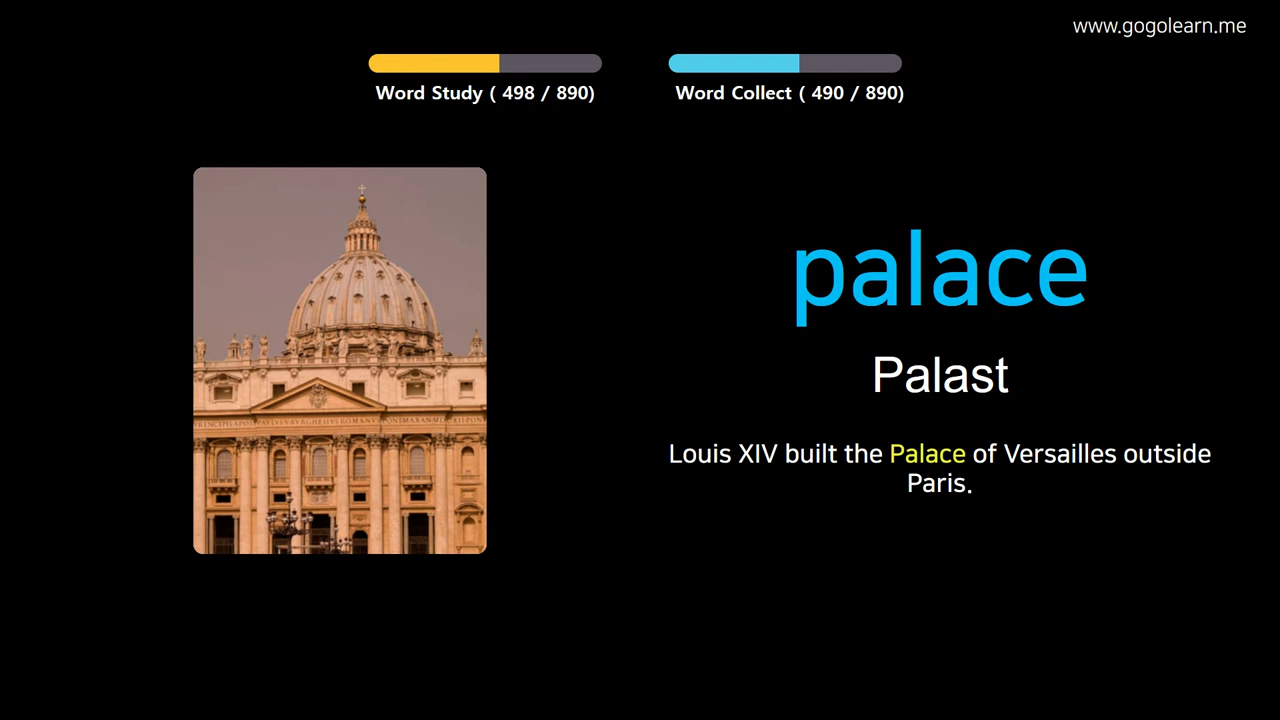 www.gogolearn.me
Word Study ( 498 / 890)
Word Collect ( 490 / 890)
palace
Palast
Louis XIV built the Palace of Versailles outside
Paris.